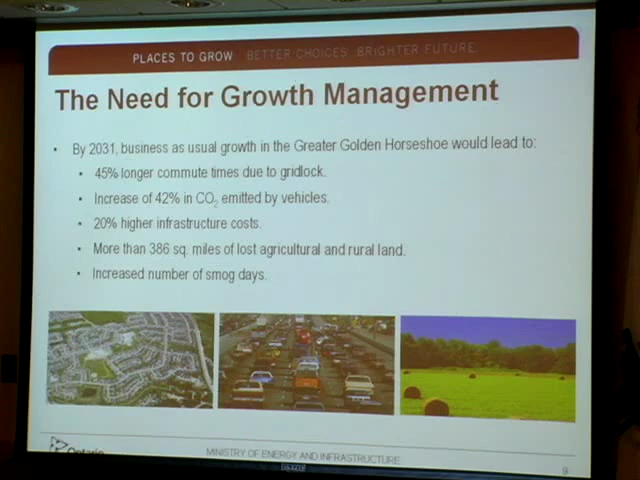 PLACES TO GROW BETTER CHOICES. BRIGHTER FUTURE.
The Need for Growth Management
• By 2031, business as usual growth in the Greater Golden Horseshoe would lead to:
• 45% longer commute times due to gridlock.
• Increase of 42% in CO2 emitted by vehicles.
• 20% higher infrastructure costs.
• More than 386 sq. miles of lost agricultural and rural land.
• Increased number of smog days.
Ontario
MINISTRY OF ENERGY AND INFRASTRUCTURE
9